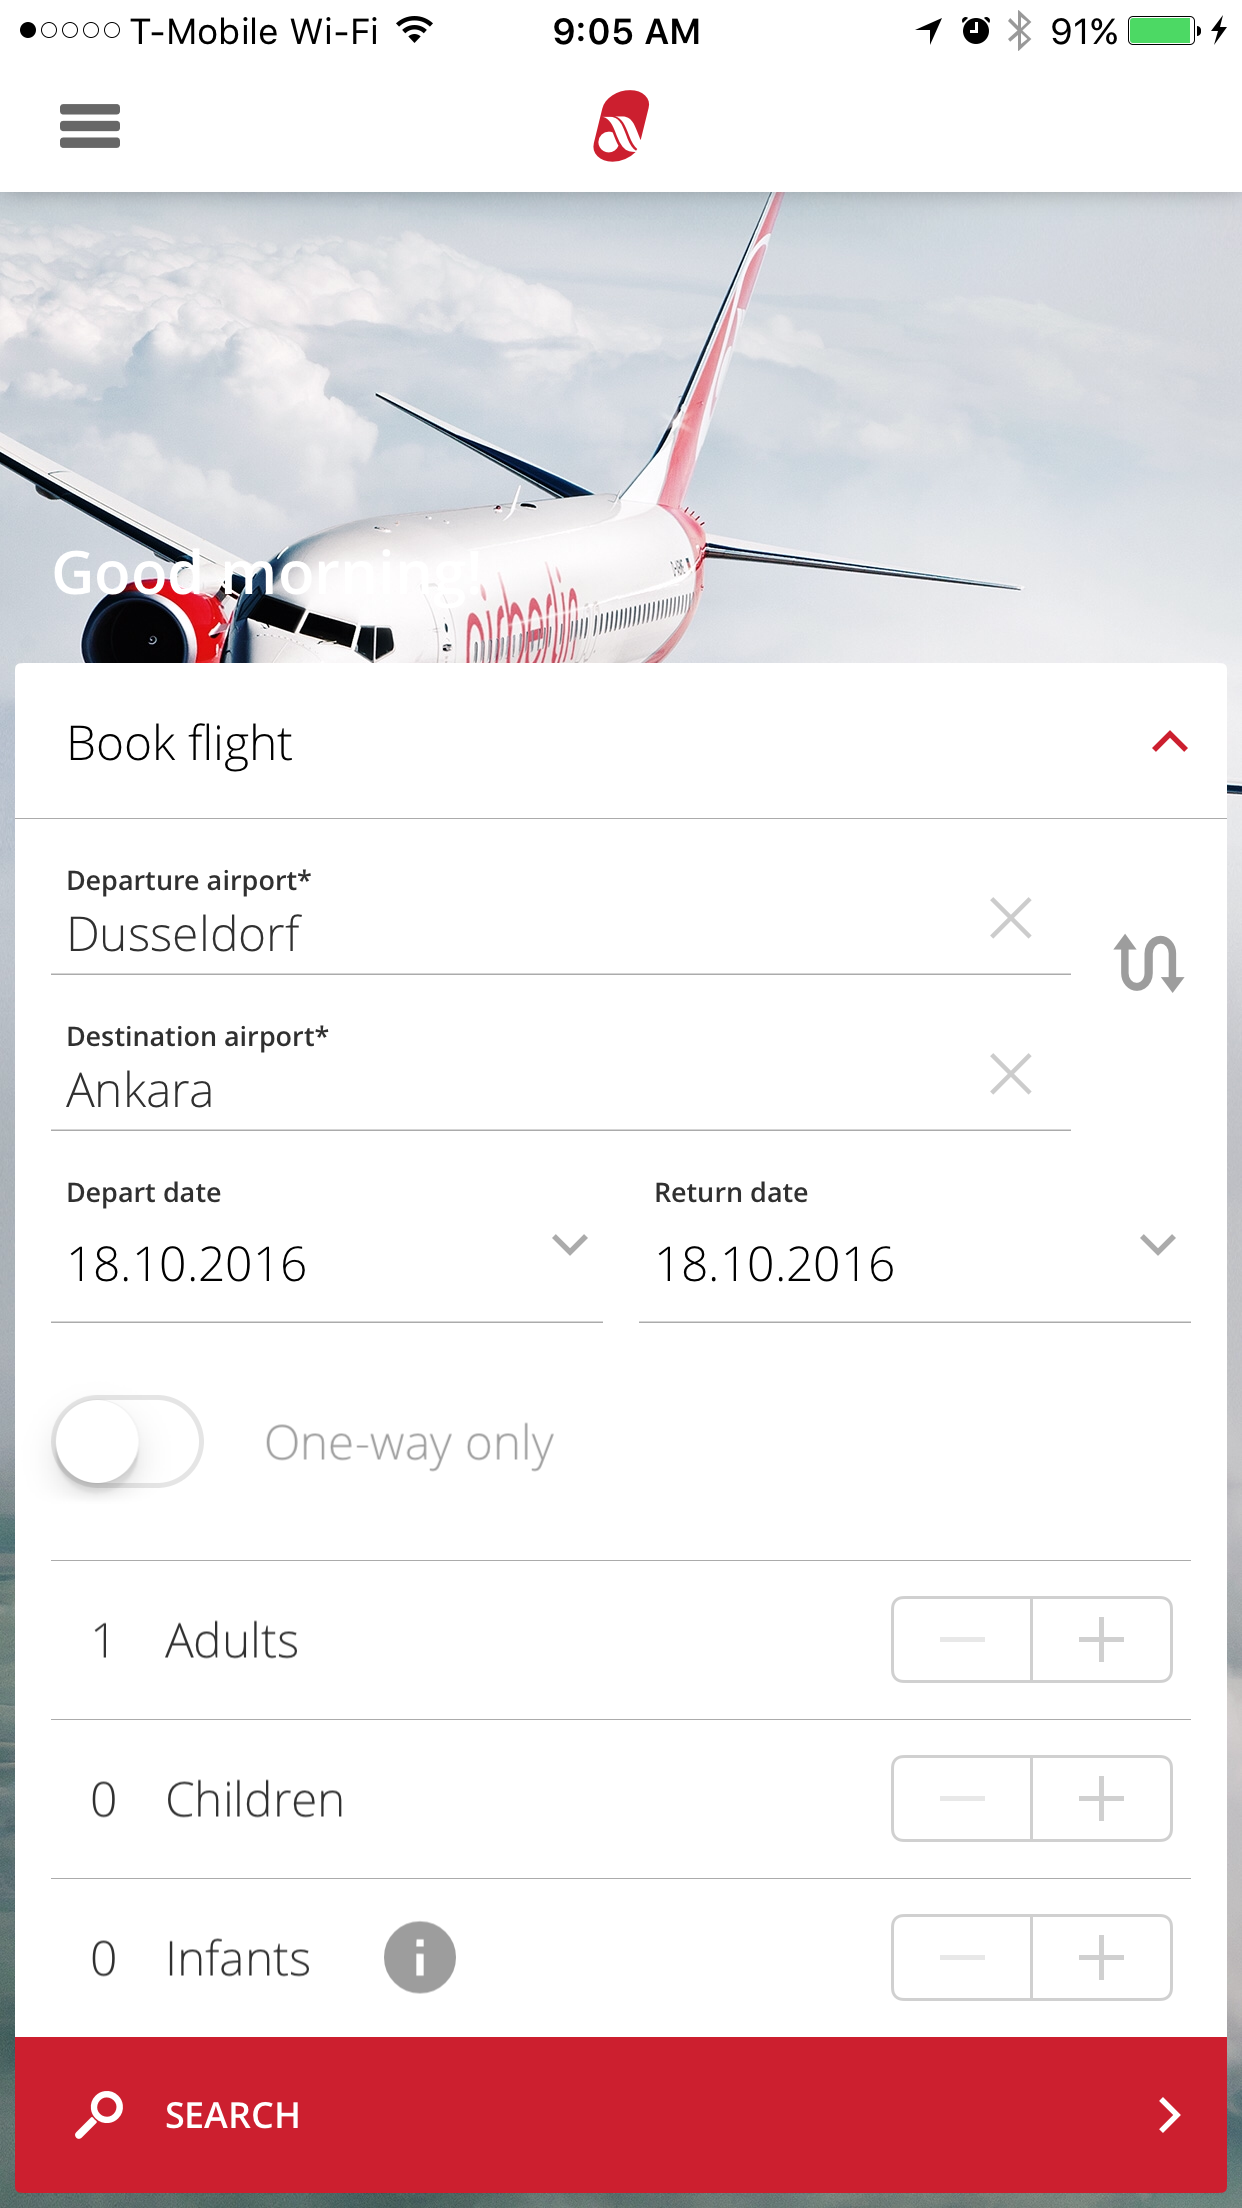 T-Mobile Wi-Fi 9:05 AM 91%
Good morning!
airberlin
Book flight
Departure airport*
Dusseldorf
Destination airport*
Ankara
Depart date Return date
18.10.2016 18.10.2016
One-way only
1 Adults
0 Children
0 Infants
SEARCH